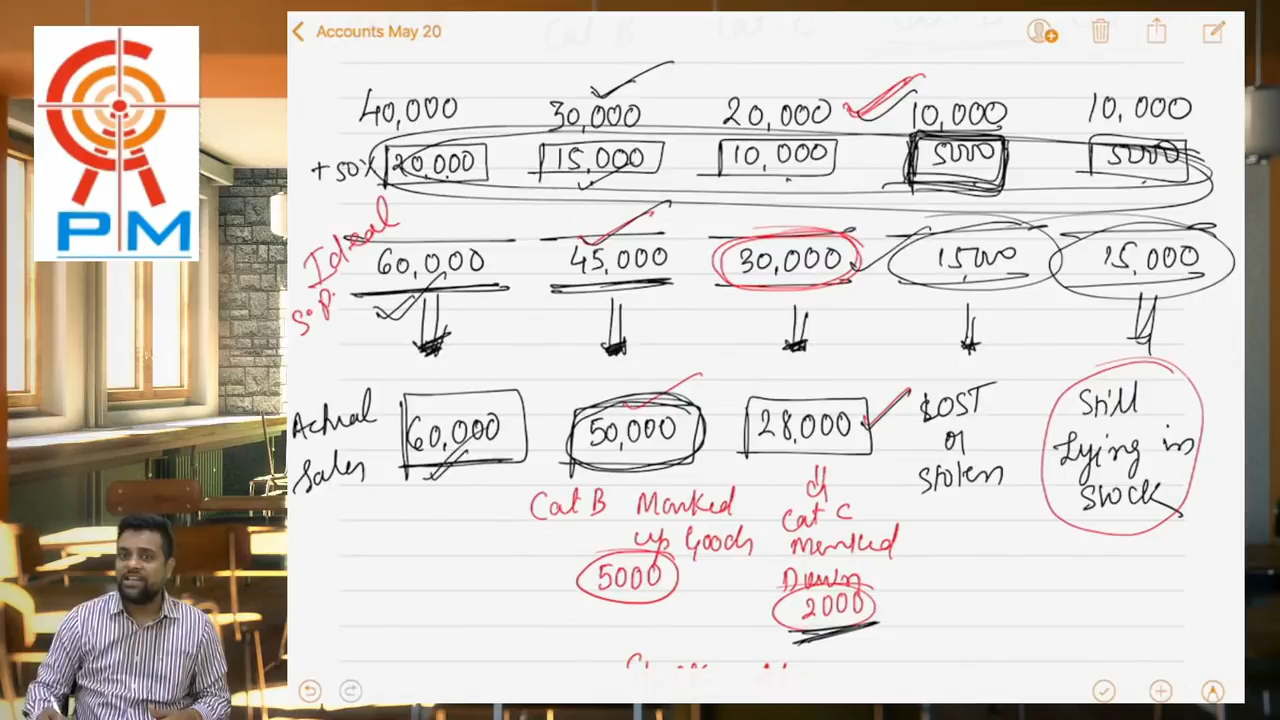 Accounts May 20
PM
40,000 30,000 20,000 10,000 10,000
+50% 20,000 15,000 10,000 5000 5000
Ideal
S.P.
60,000 45,000 30,000 15000 15,000
Actual
Sales
60,000 50,000 28,000
LOST
or
stolen
Still
Lying in
Stock
Cat B Marked
up Goods
5000
Cat C
Marked
Down
2000